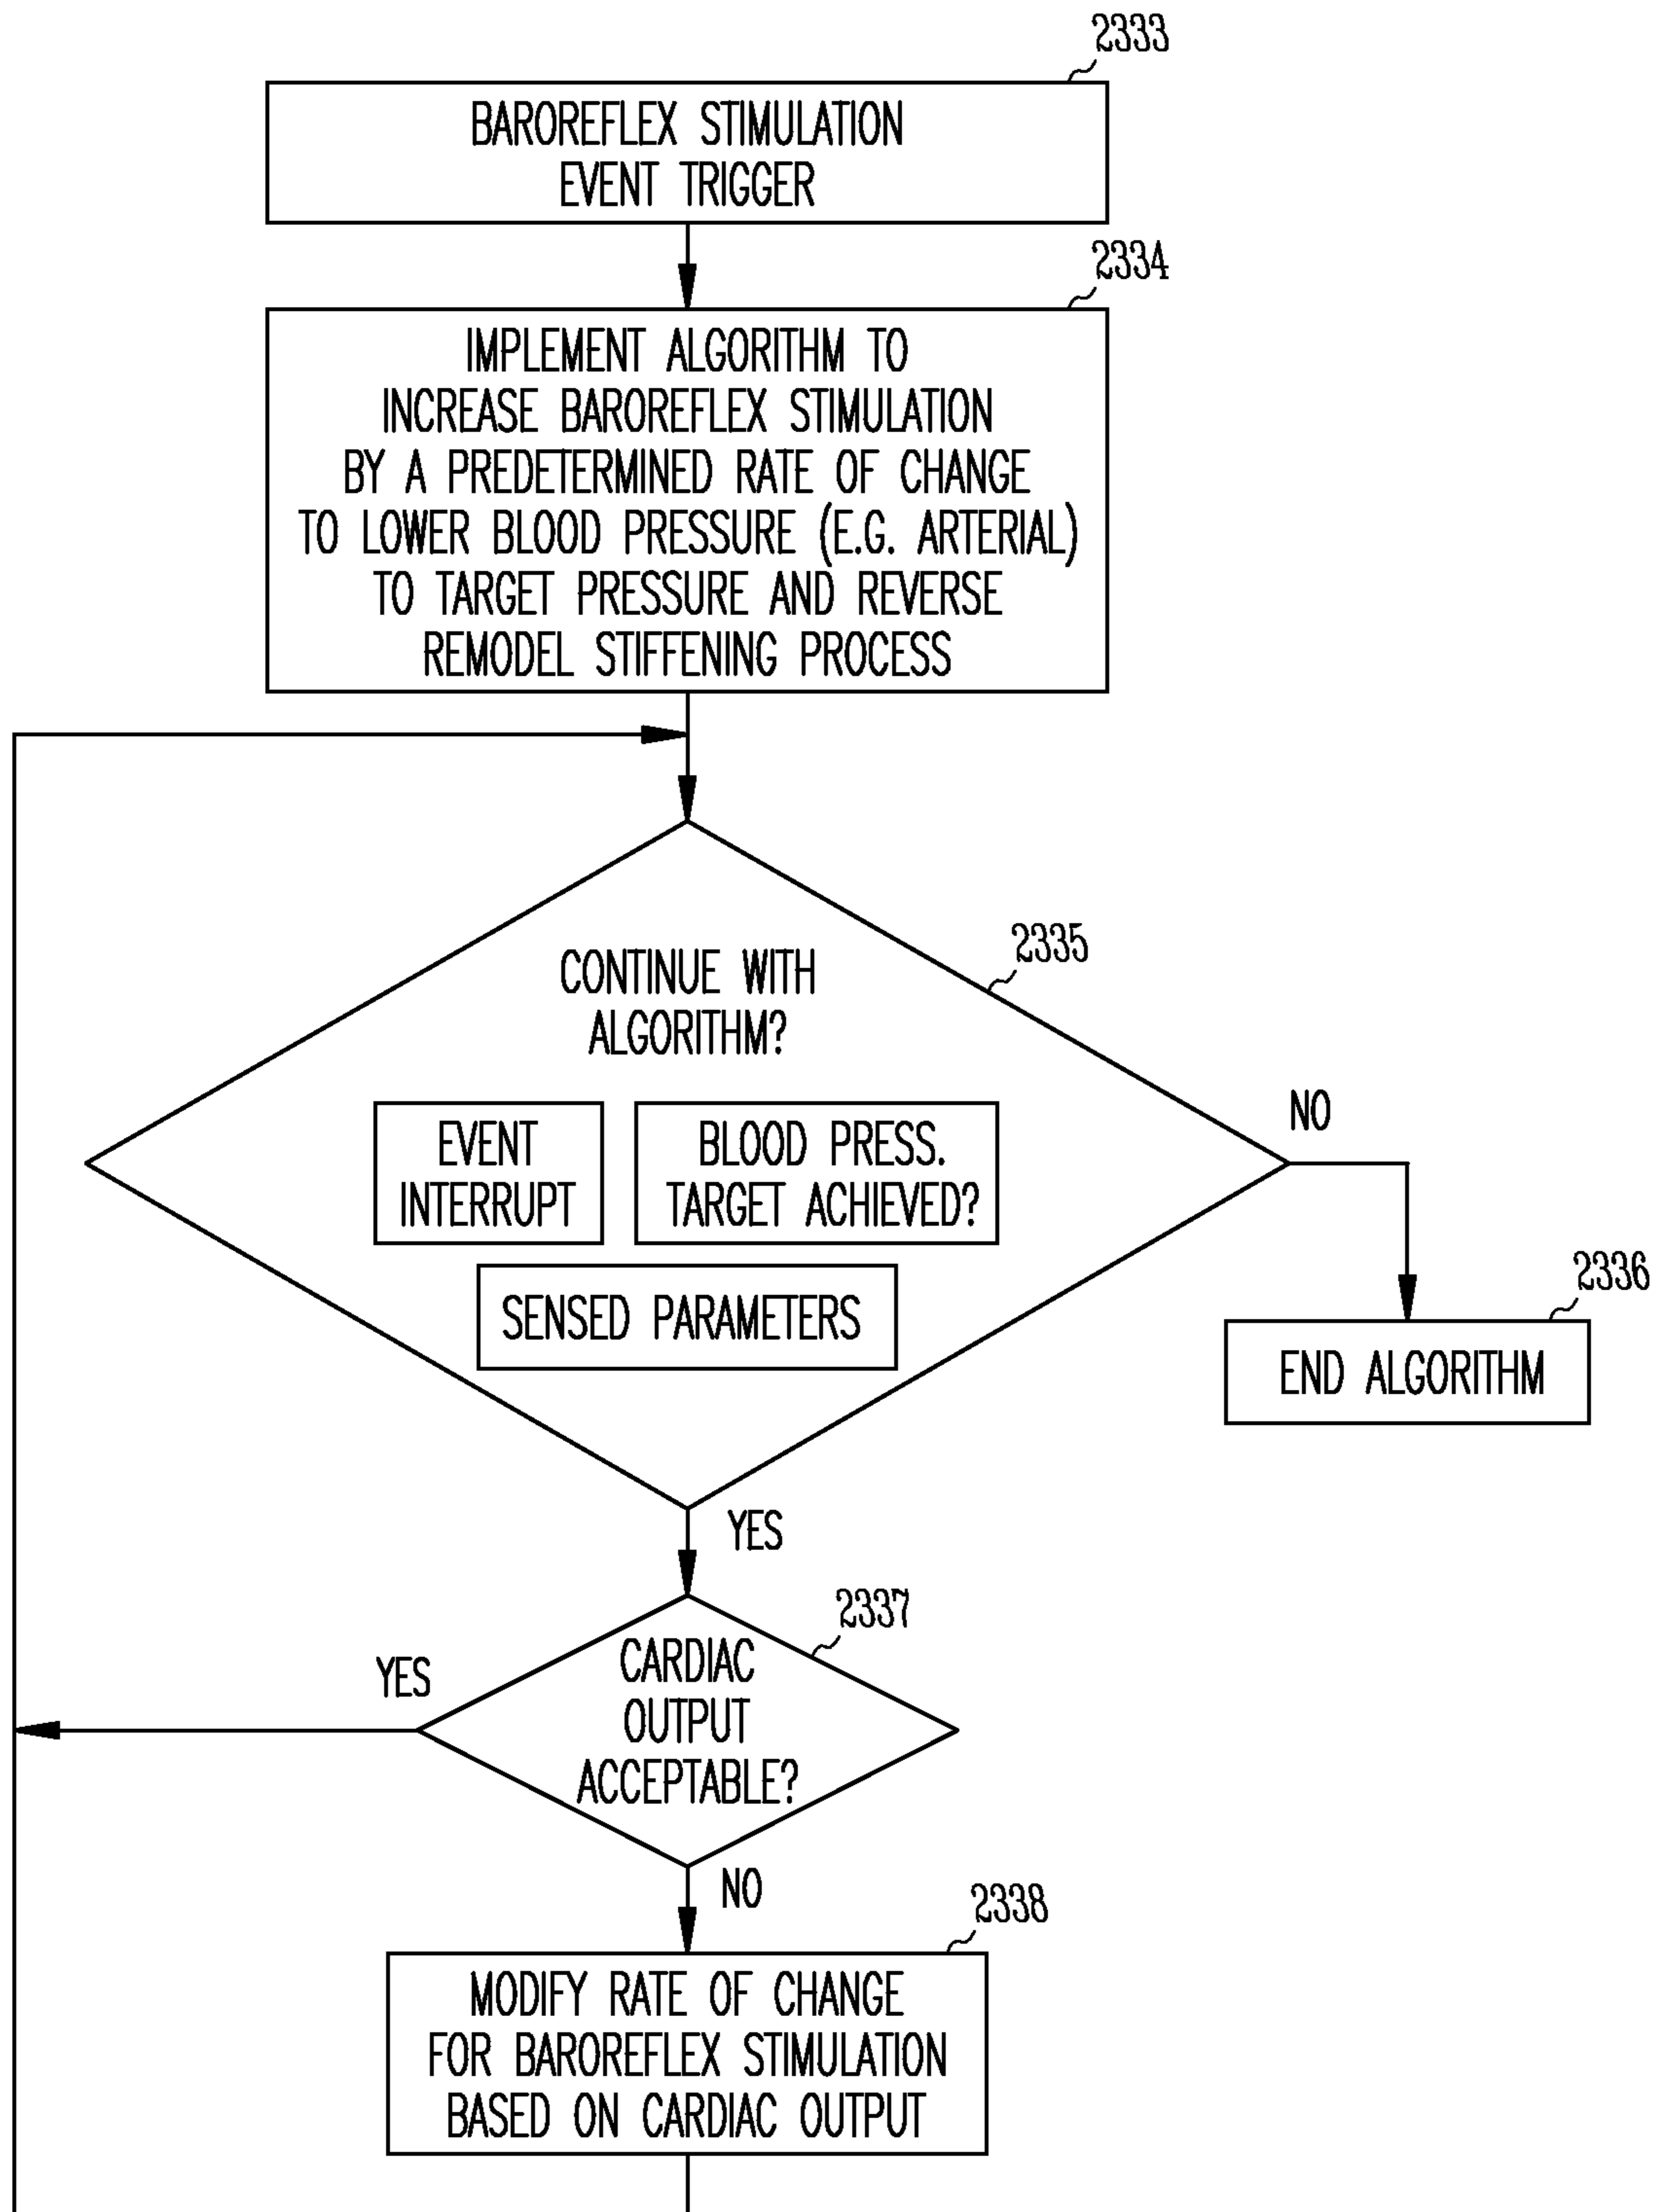 2333
BAROREFLEX STIMULATION
EVENT TRIGGER
2334
IMPLEMENT ALGORITHM TO
INCREASE BAROREFLEX STIMULATION
BY A PREDETERMINED RATE OF CHANGE
TO LOWER BLOOD PRESSURE (E.G. ARTERIAL)
TO TARGET PRESSURE AND REVERSE
REMODEL STIFFENING PROCESS
2335
CONTINUE WITH
ALGORITHM?
NO
EVENT
INTERRUPT
BLOOD PRESS.
TARGET ACHIEVED?
SENSED PARAMETERS
2336
END ALGORITHM
YES
2337
CARDIAC
OUTPUT
ACCEPTABLE?
YES
NO
2338
MODIFY RATE OF CHANGE
FOR BAROREFLEX STIMULATION
BASED ON CARDIAC OUTPUT